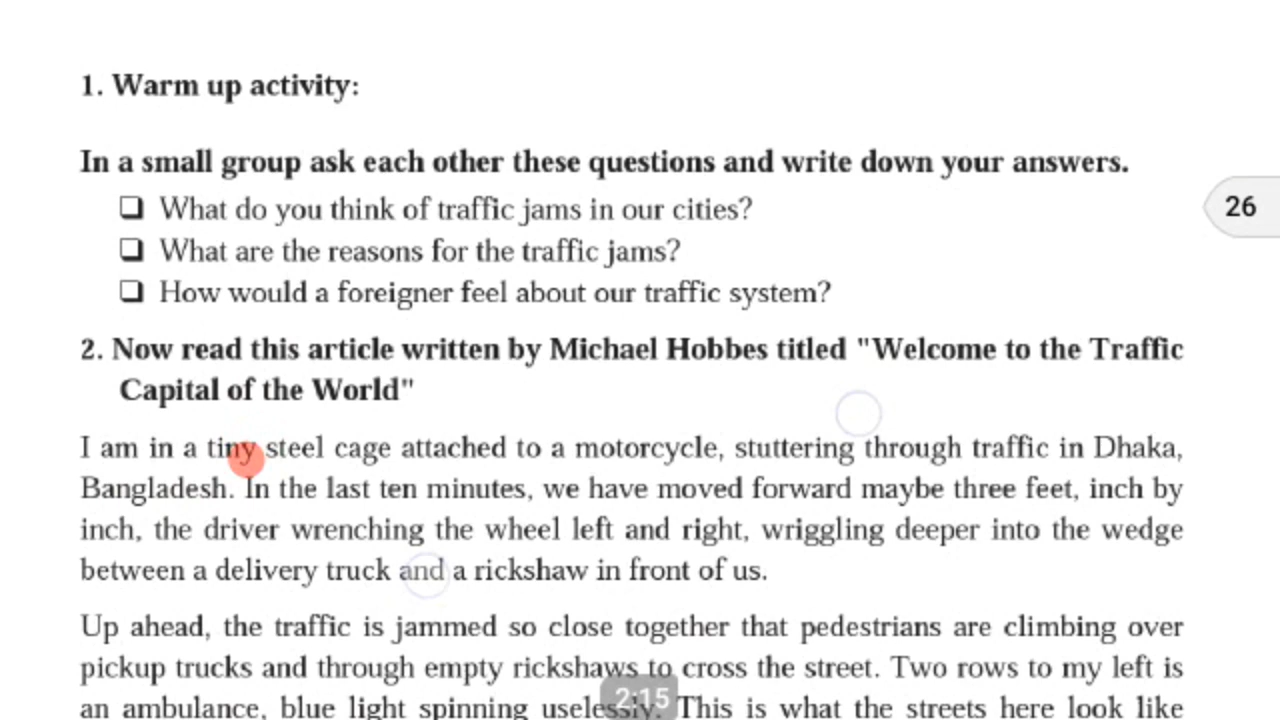 1. Warm up activity:
In a small group ask each other these questions and write down your answers.
❑ What do you think of traffic jams in our cities?
❑ What are the reasons for the traffic jams?
26
❑ How would a foreigner feel about our traffic system?
2. Now read this article written by Michael Hobbes titled "Welcome to the Traffic
Capital of the World"
I am in a tiny steel cage attached to a motorcycle, stuttering through traffic in Dhaka,
Bangladesh. In the last ten minutes, we have moved forward maybe three feet, inch by
inch, the driver wrenching the wheel left and right, wriggling deeper into the wedge
between a delivery truck and a rickshaw in front of us.
Up ahead, the traffic is jammed so close together that pedestrians are climbing over
pickup trucks and through empty rickshaws to cross the street. Two rows to my left is
an ambulance, blue light spinning uselessly. This is what the streets here look like
2:15